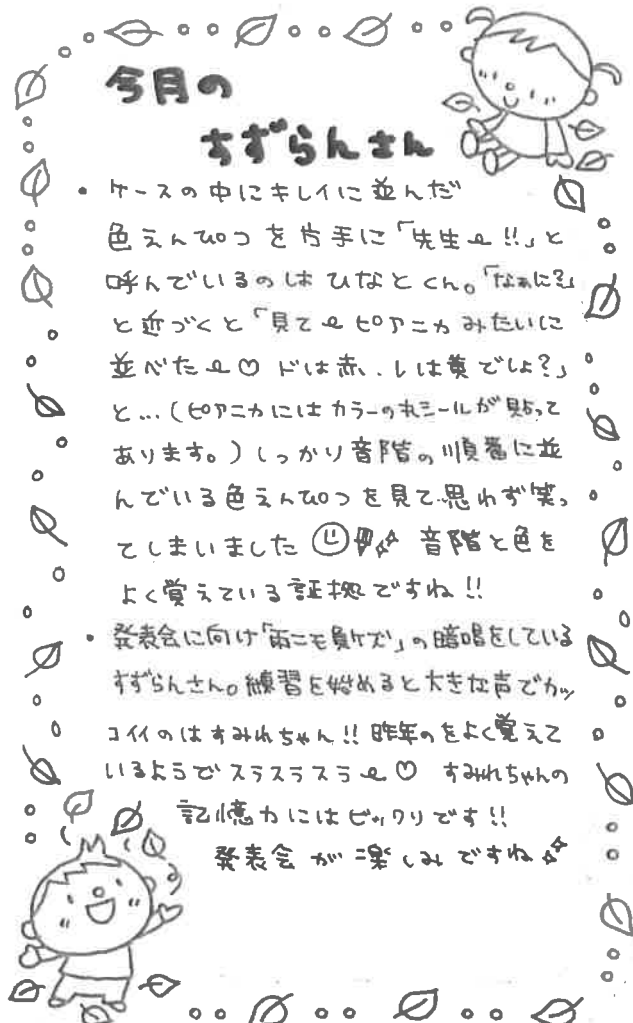 今月の
すずらんさん
・ケースの中にキレイに並んだ
色えんぴつを片手に「先生〜!!」と
呼んでいるのはひなとくん。「なぁに?」
と近づくと「見て〜ピアニカみたいに
並べた〜♡ドは赤、レは黄でしょ?」
と…(ピアニカにはカラーの丸シールが貼って
あります。)しっかり音階の順番に並
んでいる色えんぴつを見て思わず笑っ
てしまいました 音階と色を
よく覚えている証拠ですね!!
・発表会に向け「雨ニモ負ケズ」の暗唱をしている
すずらんさん。練習を始めると大きな声でカッ
コイイのはすみれちゃん!!昨年のをよく覚えて
いるようでスラスラスラ〜♡ すみれちゃんの
記憶力にはビックリです!!
発表会が楽しみですね